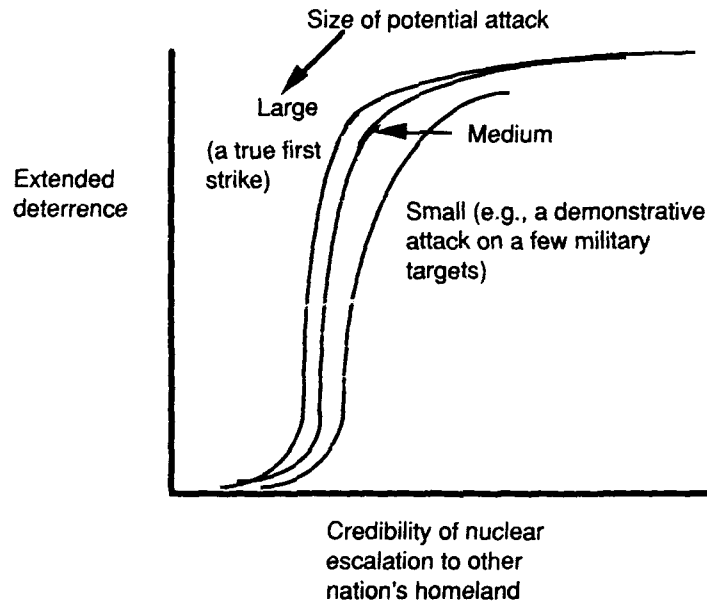 Size of potential attack
Large
(a true first
strike)
Medium
Extended
deterrence
Small (e.g., a demonstrative
attack on a few military
targets)
Credibility of nuclear
escalation to other
nation's homeland